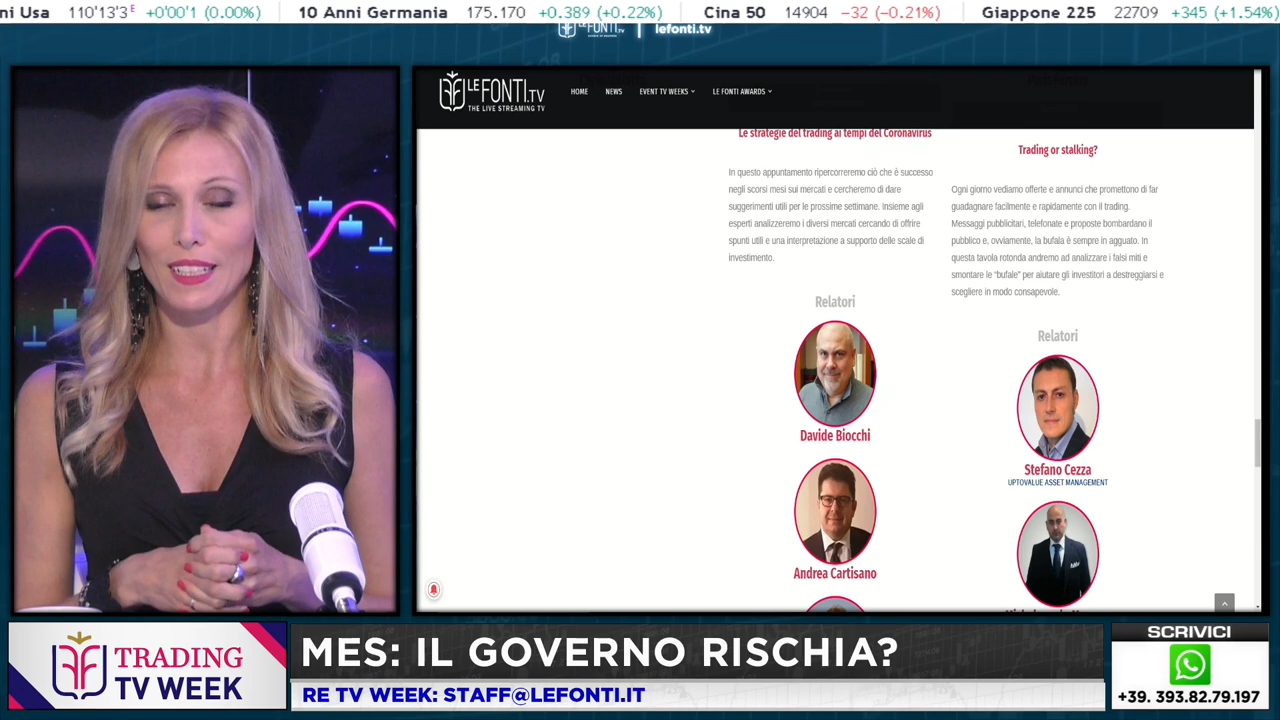 ni Usa 110'13'3 E +0'00'1 (0.00%) 10 Anni Germania 175.170 +0.389 (+0.22%) Cina 50 14904 −32 (−0.21%) Giappone 225 22709 +345 (+1.54%)
LE FONTI.TV | lefonti.tv
LEFONTI.TV
THE LIVE STREAMING TV
HOME NEWS EVENT TV WEEKS LE FONTI AWARDS
Le strategie del trading ai tempi del Coronavirus
In questo appuntamento ripercorreremo ciò che è successo
negli scorsi mesi sui mercati e cercheremo di dare
suggerimenti utili per le prossime settimane. Insieme agli
esperti analizzeremo i diversi mercati cercando di offrire
spunti utili e una interpretazione a supporto delle scale di
investimento.
Relatori
Davide Biocchi
Andrea Cartisano
Trading or stalking?
Ogni giorno vediamo offerte e annunci che promettono di far
guadagnare facilmente e rapidamente con il trading.
Messaggi pubblicitari, telefonate e proposte bombardano il
pubblico e, ovviamente, la bufala è sempre in agguato. In
questa tavola rotonda andremo ad analizzare i falsi miti e
smontare le "bufale" per aiutare gli investitori a destreggiarsi e
scegliere in modo consapevole.
Relatori
Stefano Cezza
UPTOVALUE ASSET MANAGEMENT
TRADING
TV WEEK
MES: IL GOVERNO RISCHIA?
RE TV WEEK: STAFF@LEFONTI.IT
SCRIVICI
+39. 393.82.79.197